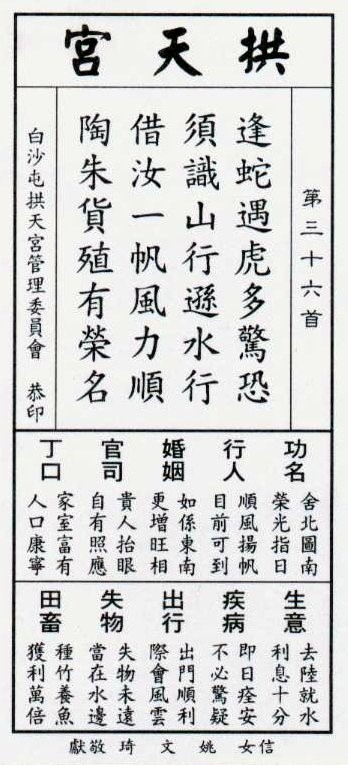 拱天宮
第三十六首
逢蛇遇虎多驚恐
須識山行遜水行
借汝一帆風力順
陶朱貨殖有榮名
白沙屯拱天宮管理委員會 恭印
功名
舍北圖南
榮光指日
行人
順風揚帆
目前可到
婚姻
如係東南
更增旺相
官司
貴人抬眼
自有照應
丁口
家室富有
人口康寧
生意
去陸就水
利息十分
疾病
即日痊安
不必驚疑
出行
出門順利
際會風雲
失物
失物未遠
當在水邊
田畜
種竹養魚
獲利萬倍
信女 姚文琦 敬獻